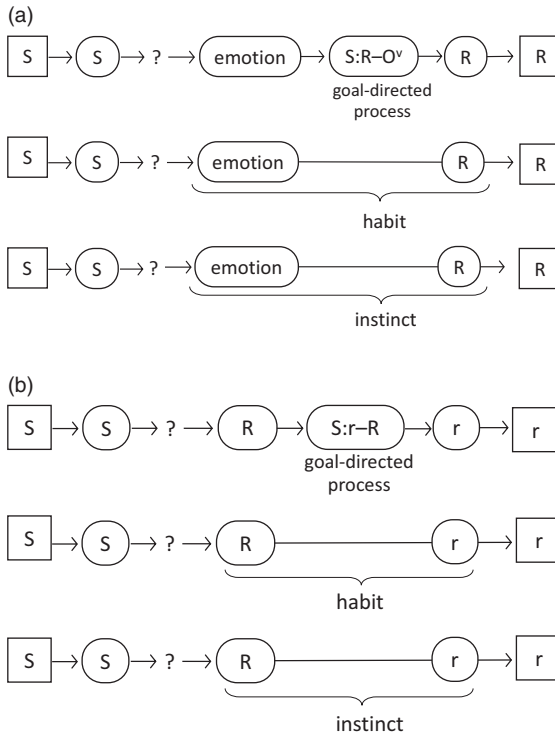 (a)
S S ? emotion S:R–Oᵛ R R
goal-directed
process
S S ? emotion R R
habit
S S ? emotion R R
instinct
(b)
S S ? R S:r–R r r
goal-directed
process
S S ? R r r
habit
S S ? R r r
instinct